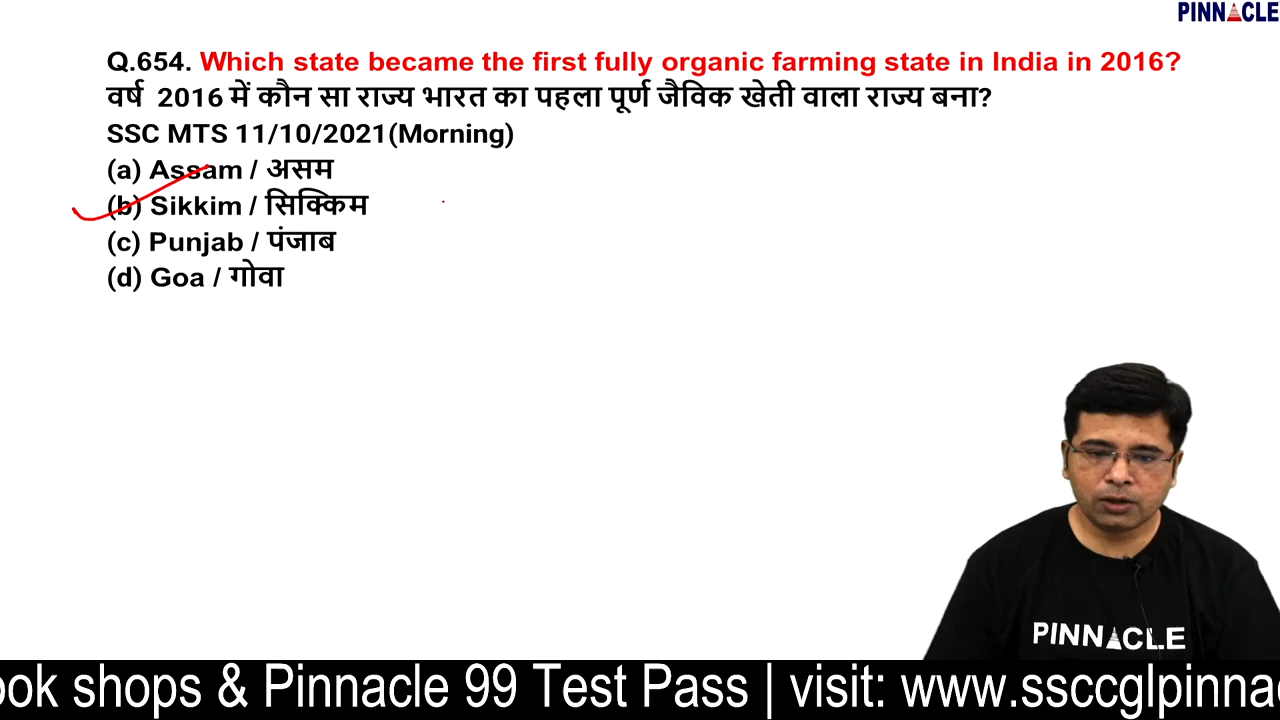 PINNACLE
Q.654. Which state became the first fully organic farming state in India in 2016?
वर्ष 2016 में कौन सा राज्य भारत का पहला पूर्ण जैविक खेती वाला राज्य बना?
SSC MTS 11/10/2021(Morning)
(a) Assam / असम
(b) Sikkim / सिक्किम
(c) Punjab / पंजाब
(d) Goa / गोवा
PINNACLE
ook shops & Pinnacle 99 Test Pass | visit: www.ssccglpinnac